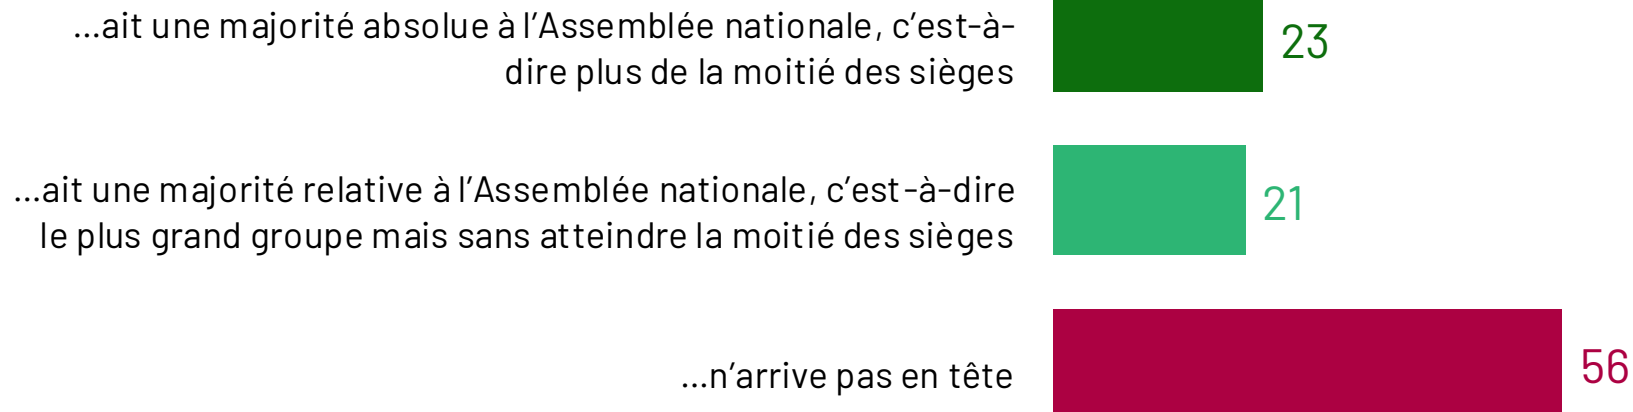 ...ait une majorité absolue à l'Assemblée nationale, c'est-à-
dire plus de la moitié des sièges
23
...ait une majorité relative à l'Assemblée nationale, c'est-à-dire
le plus grand groupe mais sans atteindre la moitié des sièges
21
...n'arrive pas en tête
56